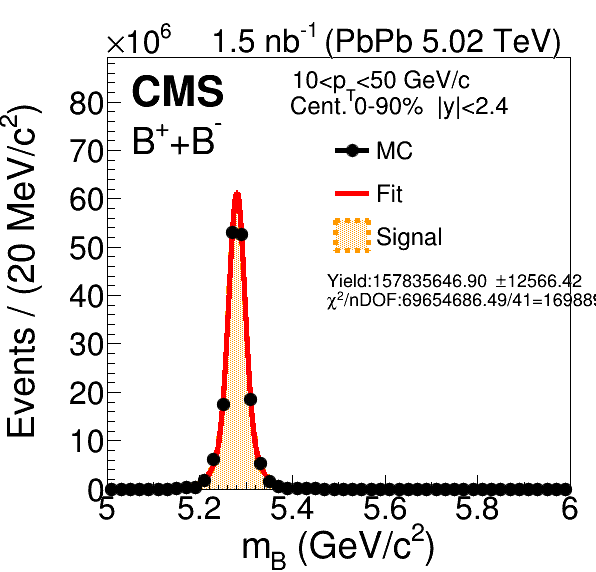 ×10⁶ 1.5 nb⁻¹ (PbPb 5.02 TeV)
CMS
10<p_T<50 GeV/c
Cent. 0-90% |y|<2.4
B⁺+B⁻
MC
Fit
Signal
Yield:157835646.90 ±12566.42
χ²/nDOF:69654686.49/41=16988
Events / (20 MeV/c²)
80
70
60
50
40
30
20
10
0
5 5.2 5.4 5.6 5.8 6
m_B (GeV/c²)